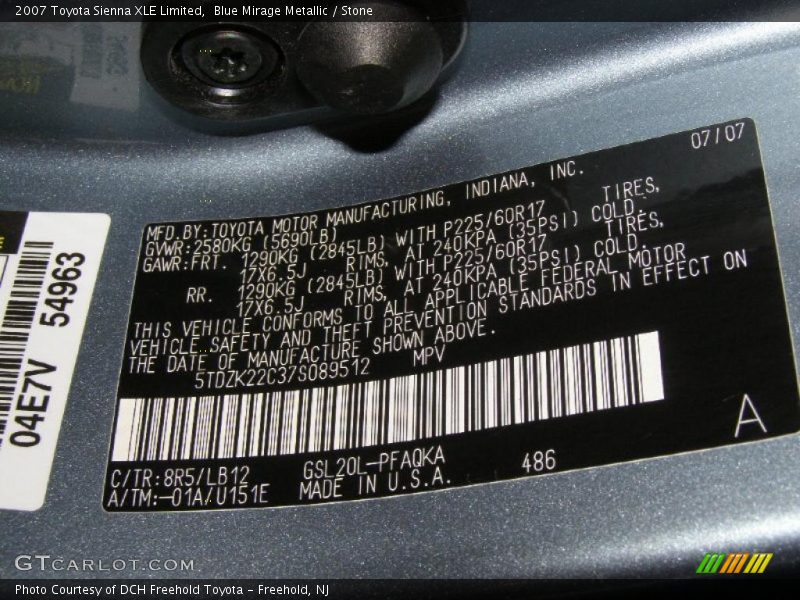 2007 Toyota Sienna XLE Limited,  Blue Mirage Metallic / Stone
07/07
MFD.BY:TOYOTA MOTOR MANUFACTURING, INDIANA, INC.
GVWR:2580KG (5690LB)
GAWR:FRT. 1290KG (2845LB) WITH P225/60R17 TIRES,
17X6.5J RIMS, AT 240KPA (35PSI) COLD.
RR. 1290KG (2845LB) WITH P225/60R17 TIRES,
17X6.5J RIMS, AT 240KPA (35PSI) COLD.
THIS VEHICLE CONFORMS TO ALL APPLICABLE FEDERAL MOTOR
VEHICLE SAFETY AND THEFT PREVENTION STANDARDS IN EFFECT ON
THE DATE OF MANUFACTURE SHOWN ABOVE.
5TDZK22C37S089512 MPV
A
C/TR:8R5/LB12 GSL20L-PFAQKA 486
A/TM:-01A/U151E MADE IN U.S.A.
04E7V 54963
GTCARLOT.COM
Photo Courtesy of DCH Freehold Toyota - Freehold, NJ